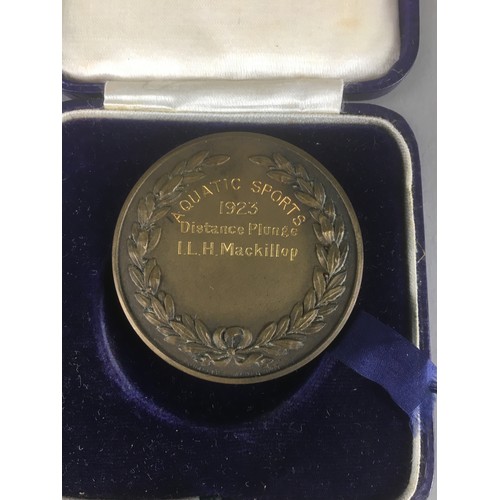 AQUATIC SPORTS
1923
Distance Plunge
I.L.H. Mackillop